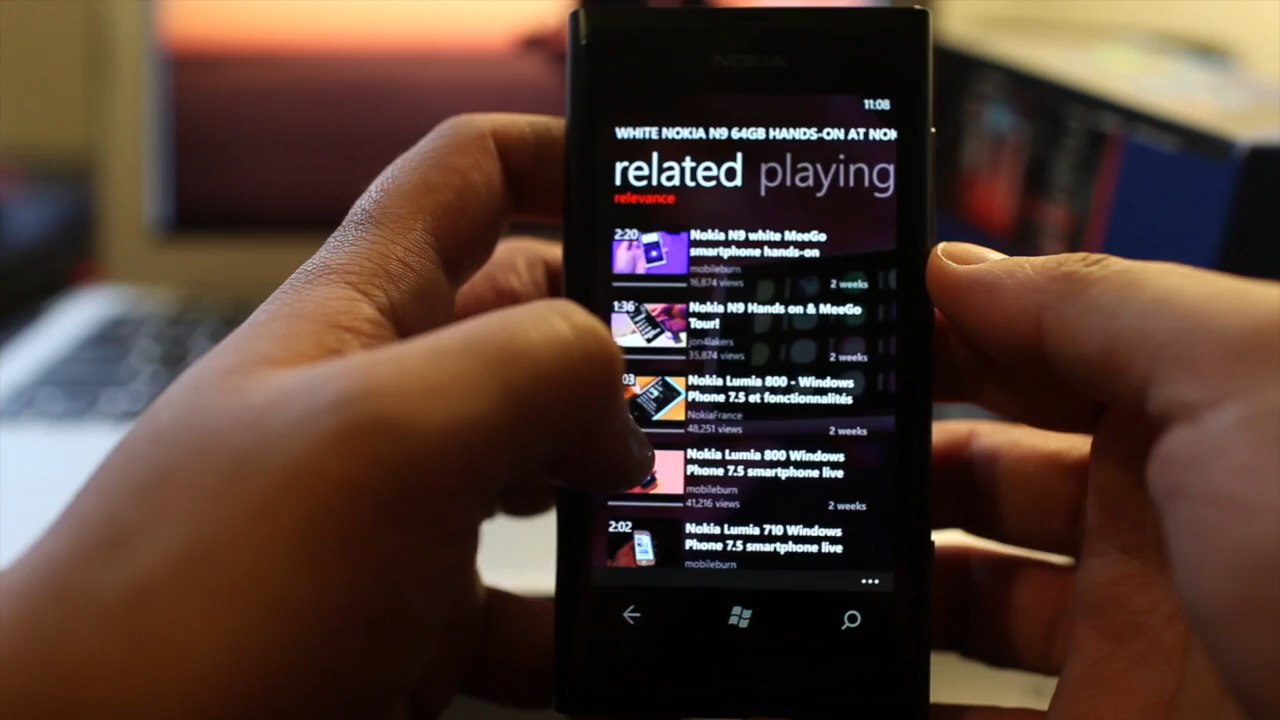 NOKIA
11:08
WHITE NOKIA N9 64GB HANDS-ON AT NOK
related playing
relevance
2:20
Nokia N9 white MeeGo
smartphone hands-on
mobileburn
16,874 views 2 weeks
1:36
Nokia N9 Hands on & MeeGo
Tour!
jon4lakers
35,874 views 2 weeks
03
Nokia Lumia 800 - Windows
Phone 7.5 et fonctionnalités
NokiaFrance
48,251 views 2 weeks
Nokia Lumia 800 Windows
Phone 7.5 smartphone live
mobileburn
41,216 views 2 weeks
2:02
Nokia Lumia 710 Windows
Phone 7.5 smartphone live
mobileburn